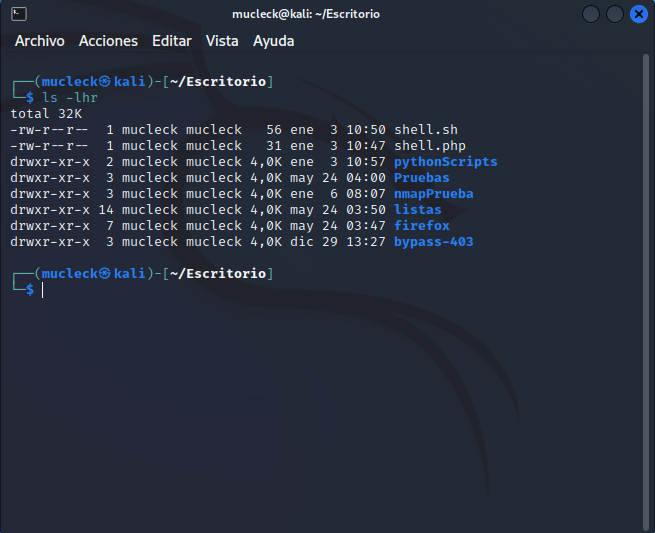 mucleck@kali: ~/Escritorio
Archivo Acciones Editar Vista Ayuda
┌──(mucleck㉿kali)-[~/Escritorio]
└─$ ls -lhr
total 32K
-rw-r--r--  1 mucleck mucleck   56 ene  3 10:50 shell.sh
-rw-r--r--  1 mucleck mucleck   31 ene  3 10:47 shell.php
drwxr-xr-x  2 mucleck mucleck 4,0K ene  3 10:57 pythonScripts
drwxr-xr-x  3 mucleck mucleck 4,0K may 24 04:00 Pruebas
drwxr-xr-x  3 mucleck mucleck 4,0K ene  6 08:07 nmapPrueba
drwxr-xr-x 14 mucleck mucleck 4,0K may 24 03:50 listas
drwxr-xr-x  7 mucleck mucleck 4,0K may 24 03:47 firefox
drwxr-xr-x  3 mucleck mucleck 4,0K dic 29 13:27 bypass-403
┌──(mucleck㉿kali)-[~/Escritorio]
└─$